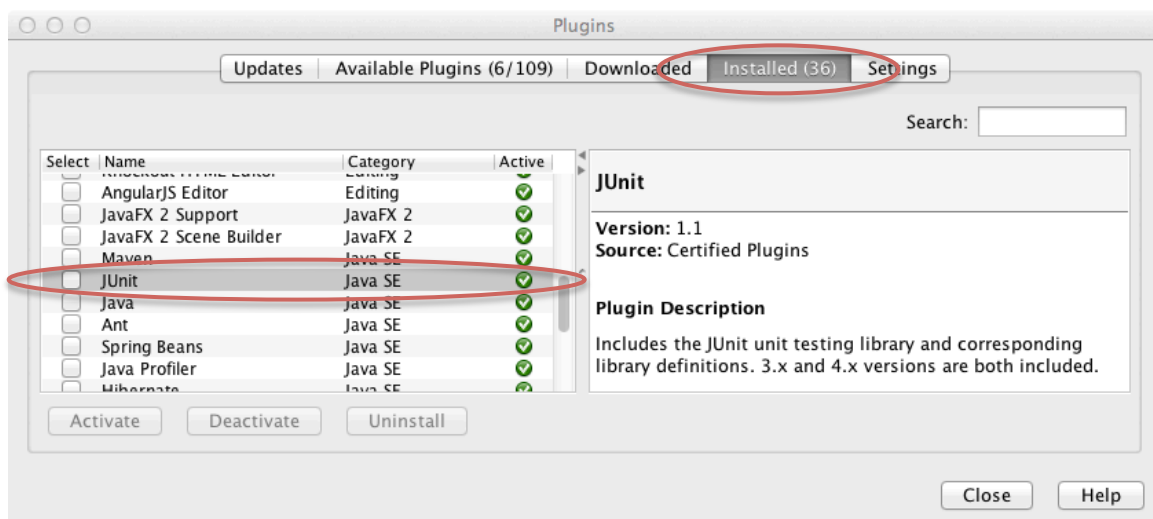 Plugins
Updates Available Plugins (6/109) Downloaded Installed (36) Settings
Search:
Select Name Category Active
Knockout HTML Editor Editing
AngularJS Editor Editing
JavaFX 2 Support JavaFX 2
JavaFX 2 Scene Builder JavaFX 2
Maven Java SE
JUnit Java SE
Java Java SE
Ant Java SE
Spring Beans Java SE
Java Profiler Java SE
Hibernate Java SE
JUnit
Version: 1.1
Source: Certified Plugins
Plugin Description
Includes the JUnit unit testing library and corresponding
library definitions. 3.x and 4.x versions are both included.
Activate Deactivate Uninstall
Close Help